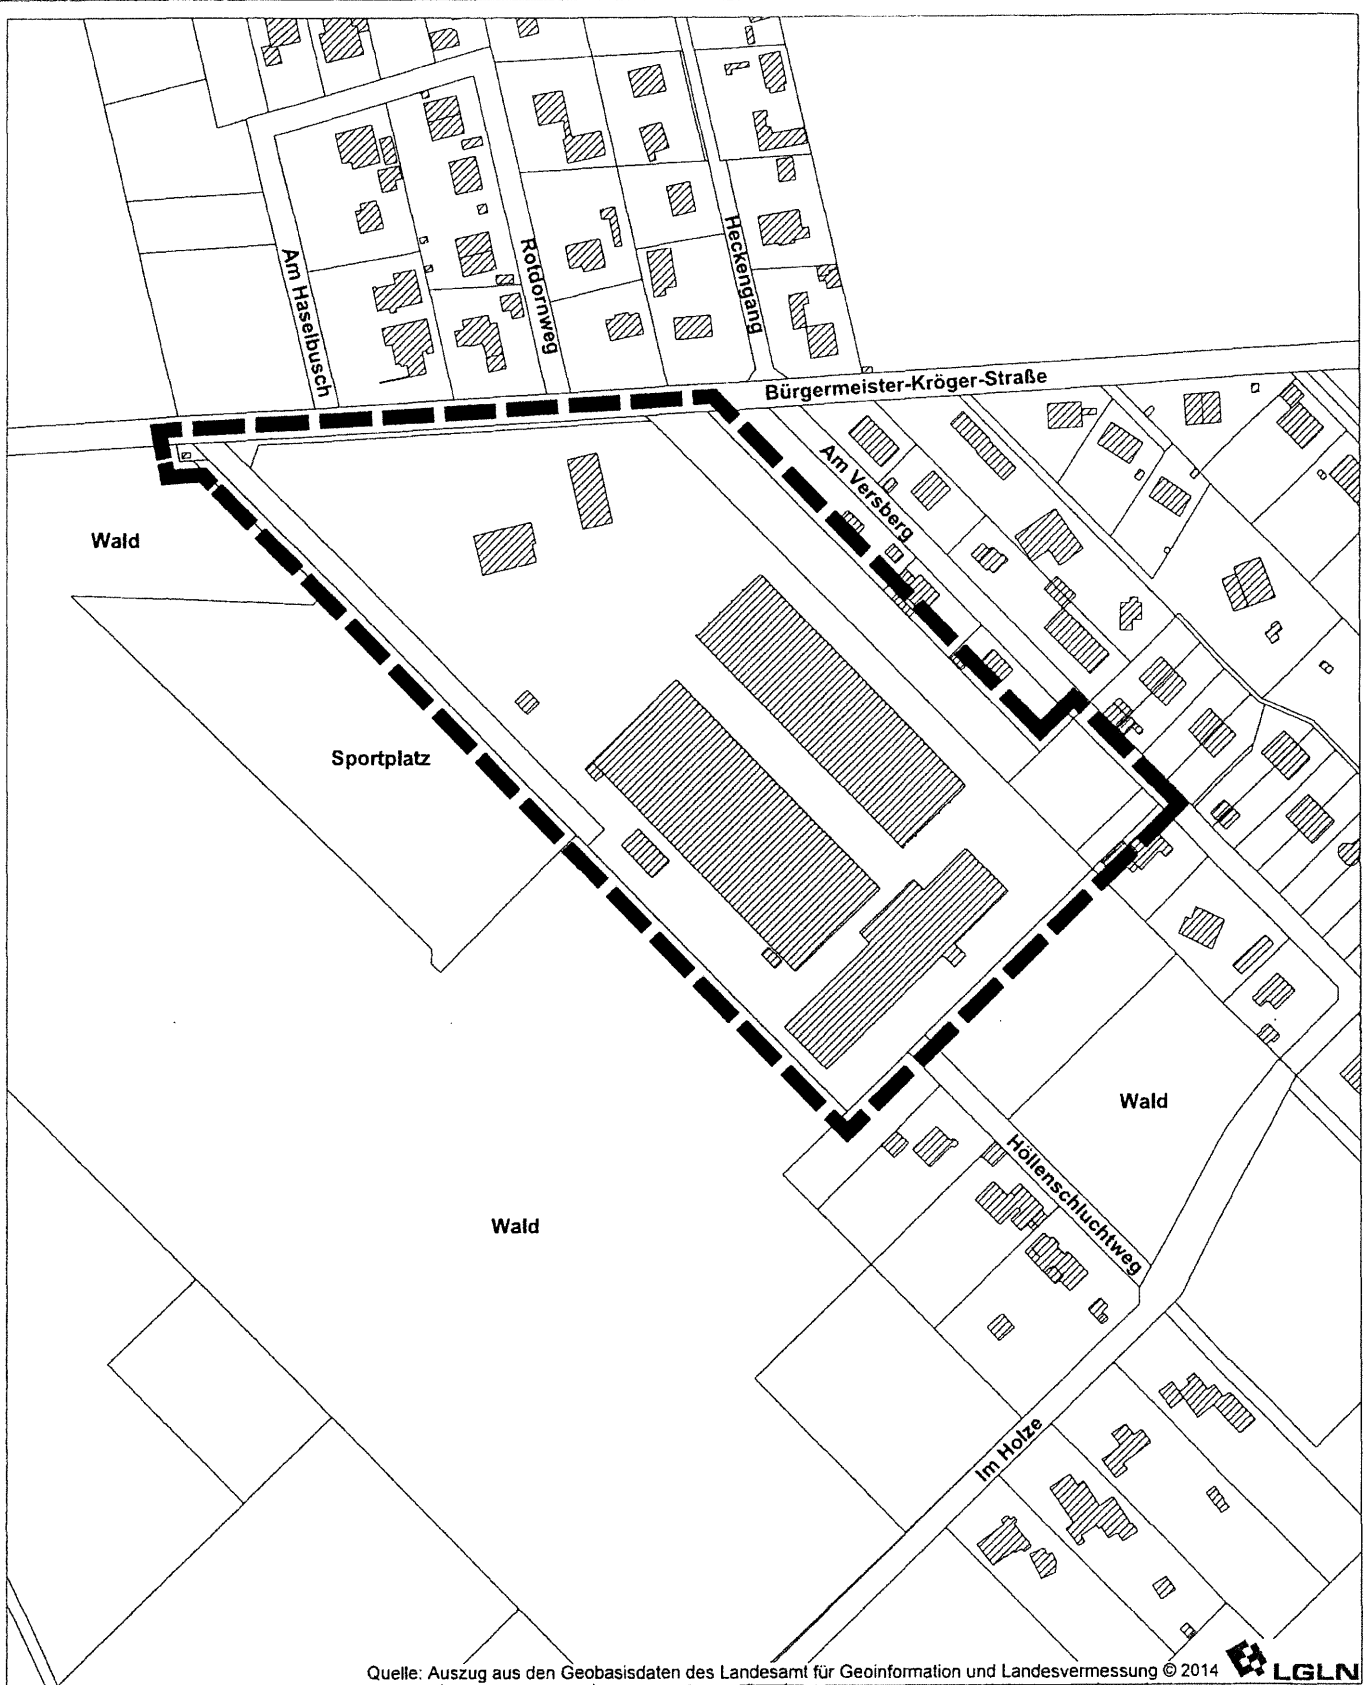 Am Haselbusch
Rotdornweg
Heckengang
Bürgermeister-Kröger-Straße
Am Versberg
Wald
Sportplatz
Wald
Höllenschluchtweg
Wald
Im Holze
Quelle: Auszug aus den Geobasisdaten des Landesamt für Geoinformation und Landesvermessung © 2014
LGLN